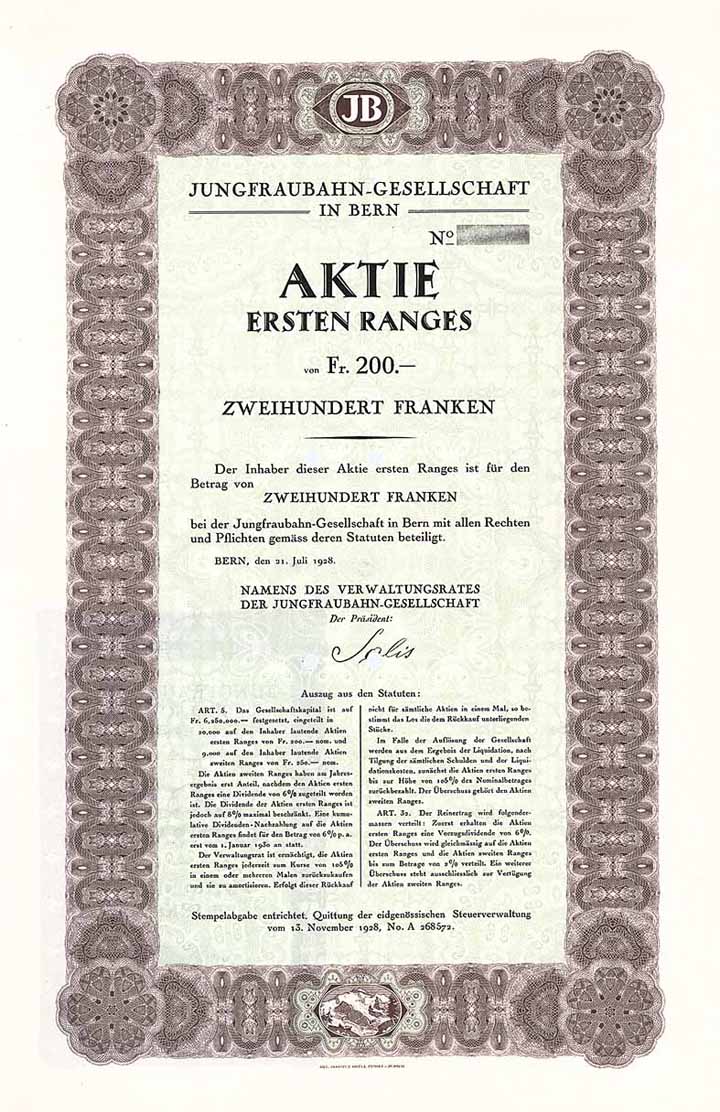 JB
JUNGFRAUBAHN-GESELLSCHAFT
IN BERN
No
AKTIE
ERSTEN RANGES
von Fr. 200.—
ZWEIHUNDERT FRANKEN
Der Inhaber dieser Aktie ersten Ranges ist für den
Betrag von
ZWEIHUNDERT FRANKEN
bei der Jungfraubahn-Gesellschaft in Bern mit allen Rechten
und Pflichten gemäss deren Statuten beteiligt.
BERN, den 21. Juli 1928.
NAMENS DES VERWALTUNGSRATES
DER JUNGFRAUBAHN-GESELLSCHAFT
Der Präsident:
Salis
Auszug aus den Statuten:
ART. 5. Das Gesellschaftskapital ist auf
Fr. 6,250,000.— festgesetzt, eingeteilt in
20,000 auf den Inhaber lautende Aktien
ersten Ranges von Fr. 200.— nom. und
9,000 auf den Inhaber lautende Aktien
zweiten Ranges von Fr. 250.— nom.
Die Aktien zweiten Ranges haben am Jahres-
ergebnis erst Anteil, nachdem den Aktien ersten
Ranges eine Dividende von 6% zugeteilt worden
ist. Die Dividende der Aktien ersten Ranges ist
jedoch auf 8% maximal beschränkt. Eine kumu-
lative Dividenden-Nachzahlung auf die Aktien
ersten Ranges findet für den Betrag von 6% p. a.
erst vom 1. Januar 1930 an statt.
Der Verwaltungsrat ist ermächtigt, die Aktien
ersten Ranges jederzeit zum Kurse von 105%
in einem oder mehreren Malen zurückzukaufen
und sie zu amortisieren. Erfolgt dieser Rückkauf
nicht für sämtliche Aktien in einem Mal, so be-
stimmt das Los die dem Rückkauf unterliegenden
Stücke.
Im Falle der Auflösung der Gesellschaft
werden aus dem Ergebnis der Liquidation, nach
Tilgung der sämtlichen Schulden und der Liqui-
dationskosten, zunächst die Aktien ersten Ranges
bis zur Höhe von 105% des Nominalbetrages
zurückbezahlt. Der Überschuss gehört den Aktien
zweiten Ranges.
ART. 32. Der Reinertrag wird folgender-
massen verteilt: Zuerst erhalten die Aktien
ersten Ranges eine Vorzugsdividende von 6%.
Der Überschuss wird gleichmässig auf die Aktien
ersten Ranges und die Aktien zweiten Ranges
bis zum Betrage von 2% verteilt. Ein weiterer
Überschuss steht ausschliesslich zur Verfügung
der Aktien zweiten Ranges.
Stempelabgabe entrichtet. Quittung der eidgenössischen Steuerverwaltung
vom 13. November 1928, No. A 268572.